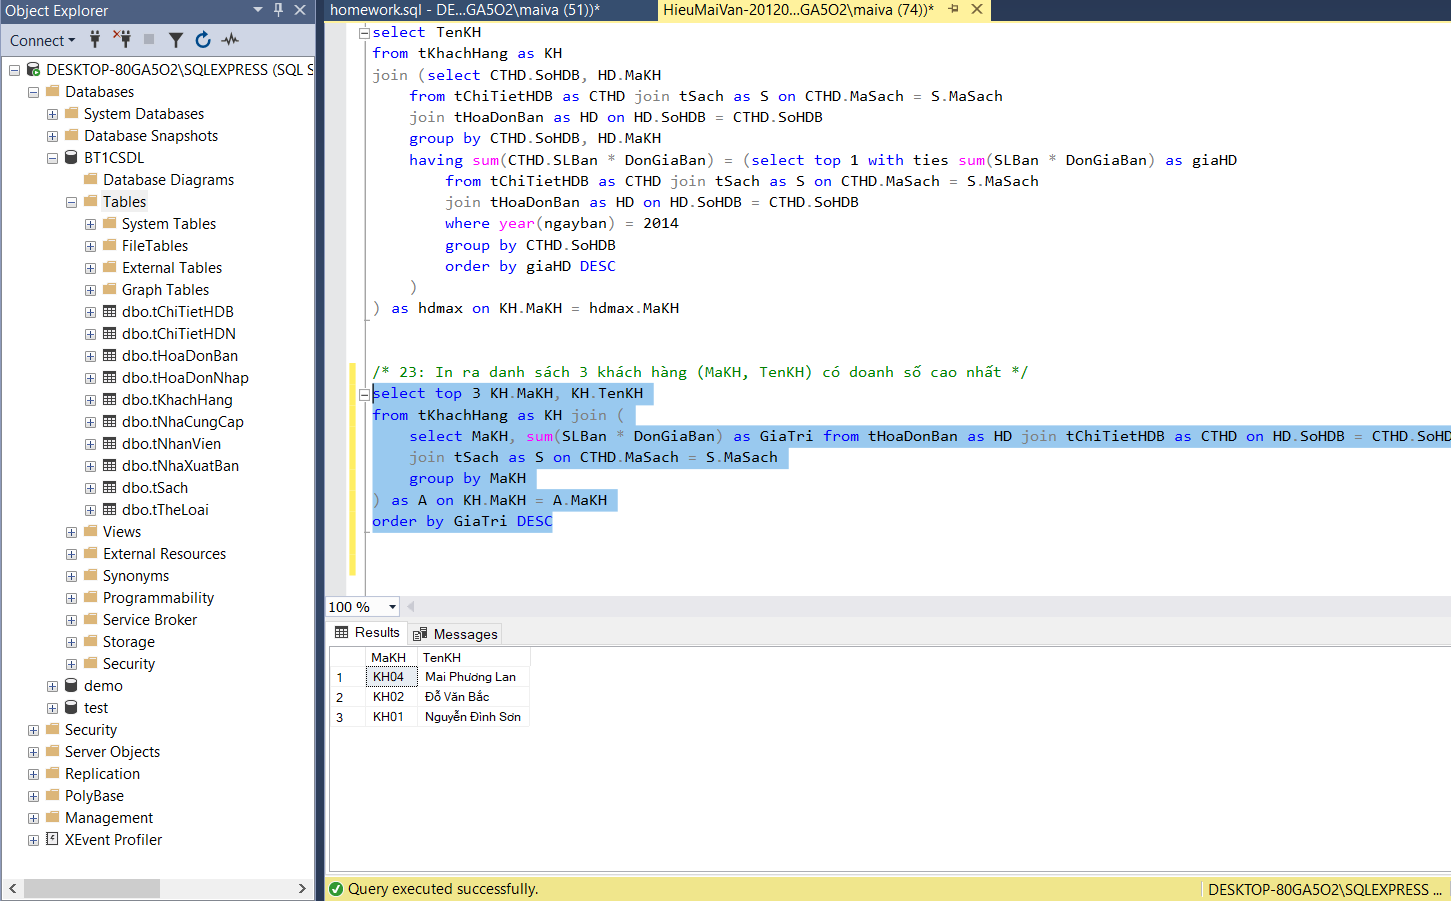 Object Explorer
Connect
DESKTOP-80GA5O2\SQLEXPRESS (SQL S
Databases
System Databases
Database Snapshots
BT1CSDL
Database Diagrams
Tables
System Tables
FileTables
External Tables
Graph Tables
dbo.tChiTietHDB
dbo.tChiTietHDN
dbo.tHoaDonBan
dbo.tHoaDonNhap
dbo.tKhachHang
dbo.tNhaCungCap
dbo.tNhanVien
dbo.tNhaXuatBan
dbo.tSach
dbo.tTheLoai
Views
External Resources
Synonyms
Programmability
Service Broker
Storage
Security
demo
test
Security
Server Objects
Replication
PolyBase
Management
XEvent Profiler
homework.sql - DE...GA5O2\maiva (51))*
HieuMaiVan-20120...GA5O2\maiva (74))*
select TenKH
from tKhachHang as KH
join (select CTHD.SoHDB, HD.MaKH
from tChiTietHDB as CTHD join tSach as S on CTHD.MaSach = S.MaSach
join tHoaDonBan as HD on HD.SoHDB = CTHD.SoHDB
group by CTHD.SoHDB, HD.MaKH
having sum(CTHD.SLBan * DonGiaBan) = (select top 1 with ties sum(SLBan * DonGiaBan) as giaHD
from tChiTietHDB as CTHD join tSach as S on CTHD.MaSach = S.MaSach
join tHoaDonBan as HD on HD.SoHDB = CTHD.SoHDB
where year(ngayban) = 2014
group by CTHD.SoHDB
order by giaHD DESC
)
) as hdmax on KH.MaKH = hdmax.MaKH
/* 23: In ra danh sách 3 khách hàng (MaKH, TenKH) có doanh số cao nhất */
select top 3 KH.MaKH, KH.TenKH
from tKhachHang as KH join (
select MaKH, sum(SLBan * DonGiaBan) as GiaTri from tHoaDonBan as HD join tChiTietHDB as CTHD on HD.SoHDB = CTHD.SoHD
join tSach as S on CTHD.MaSach = S.MaSach
group by MaKH
) as A on KH.MaKH = A.MaKH
order by GiaTri DESC
100 %
Results Messages
MaKH TenKH
1 KH04 Mai Phương Lan
2 KH02 Đỗ Văn Bắc
3 KH01 Nguyễn Đình Sơn
Query executed successfully.
DESKTOP-80GA5O2\SQLEXPRESS ...